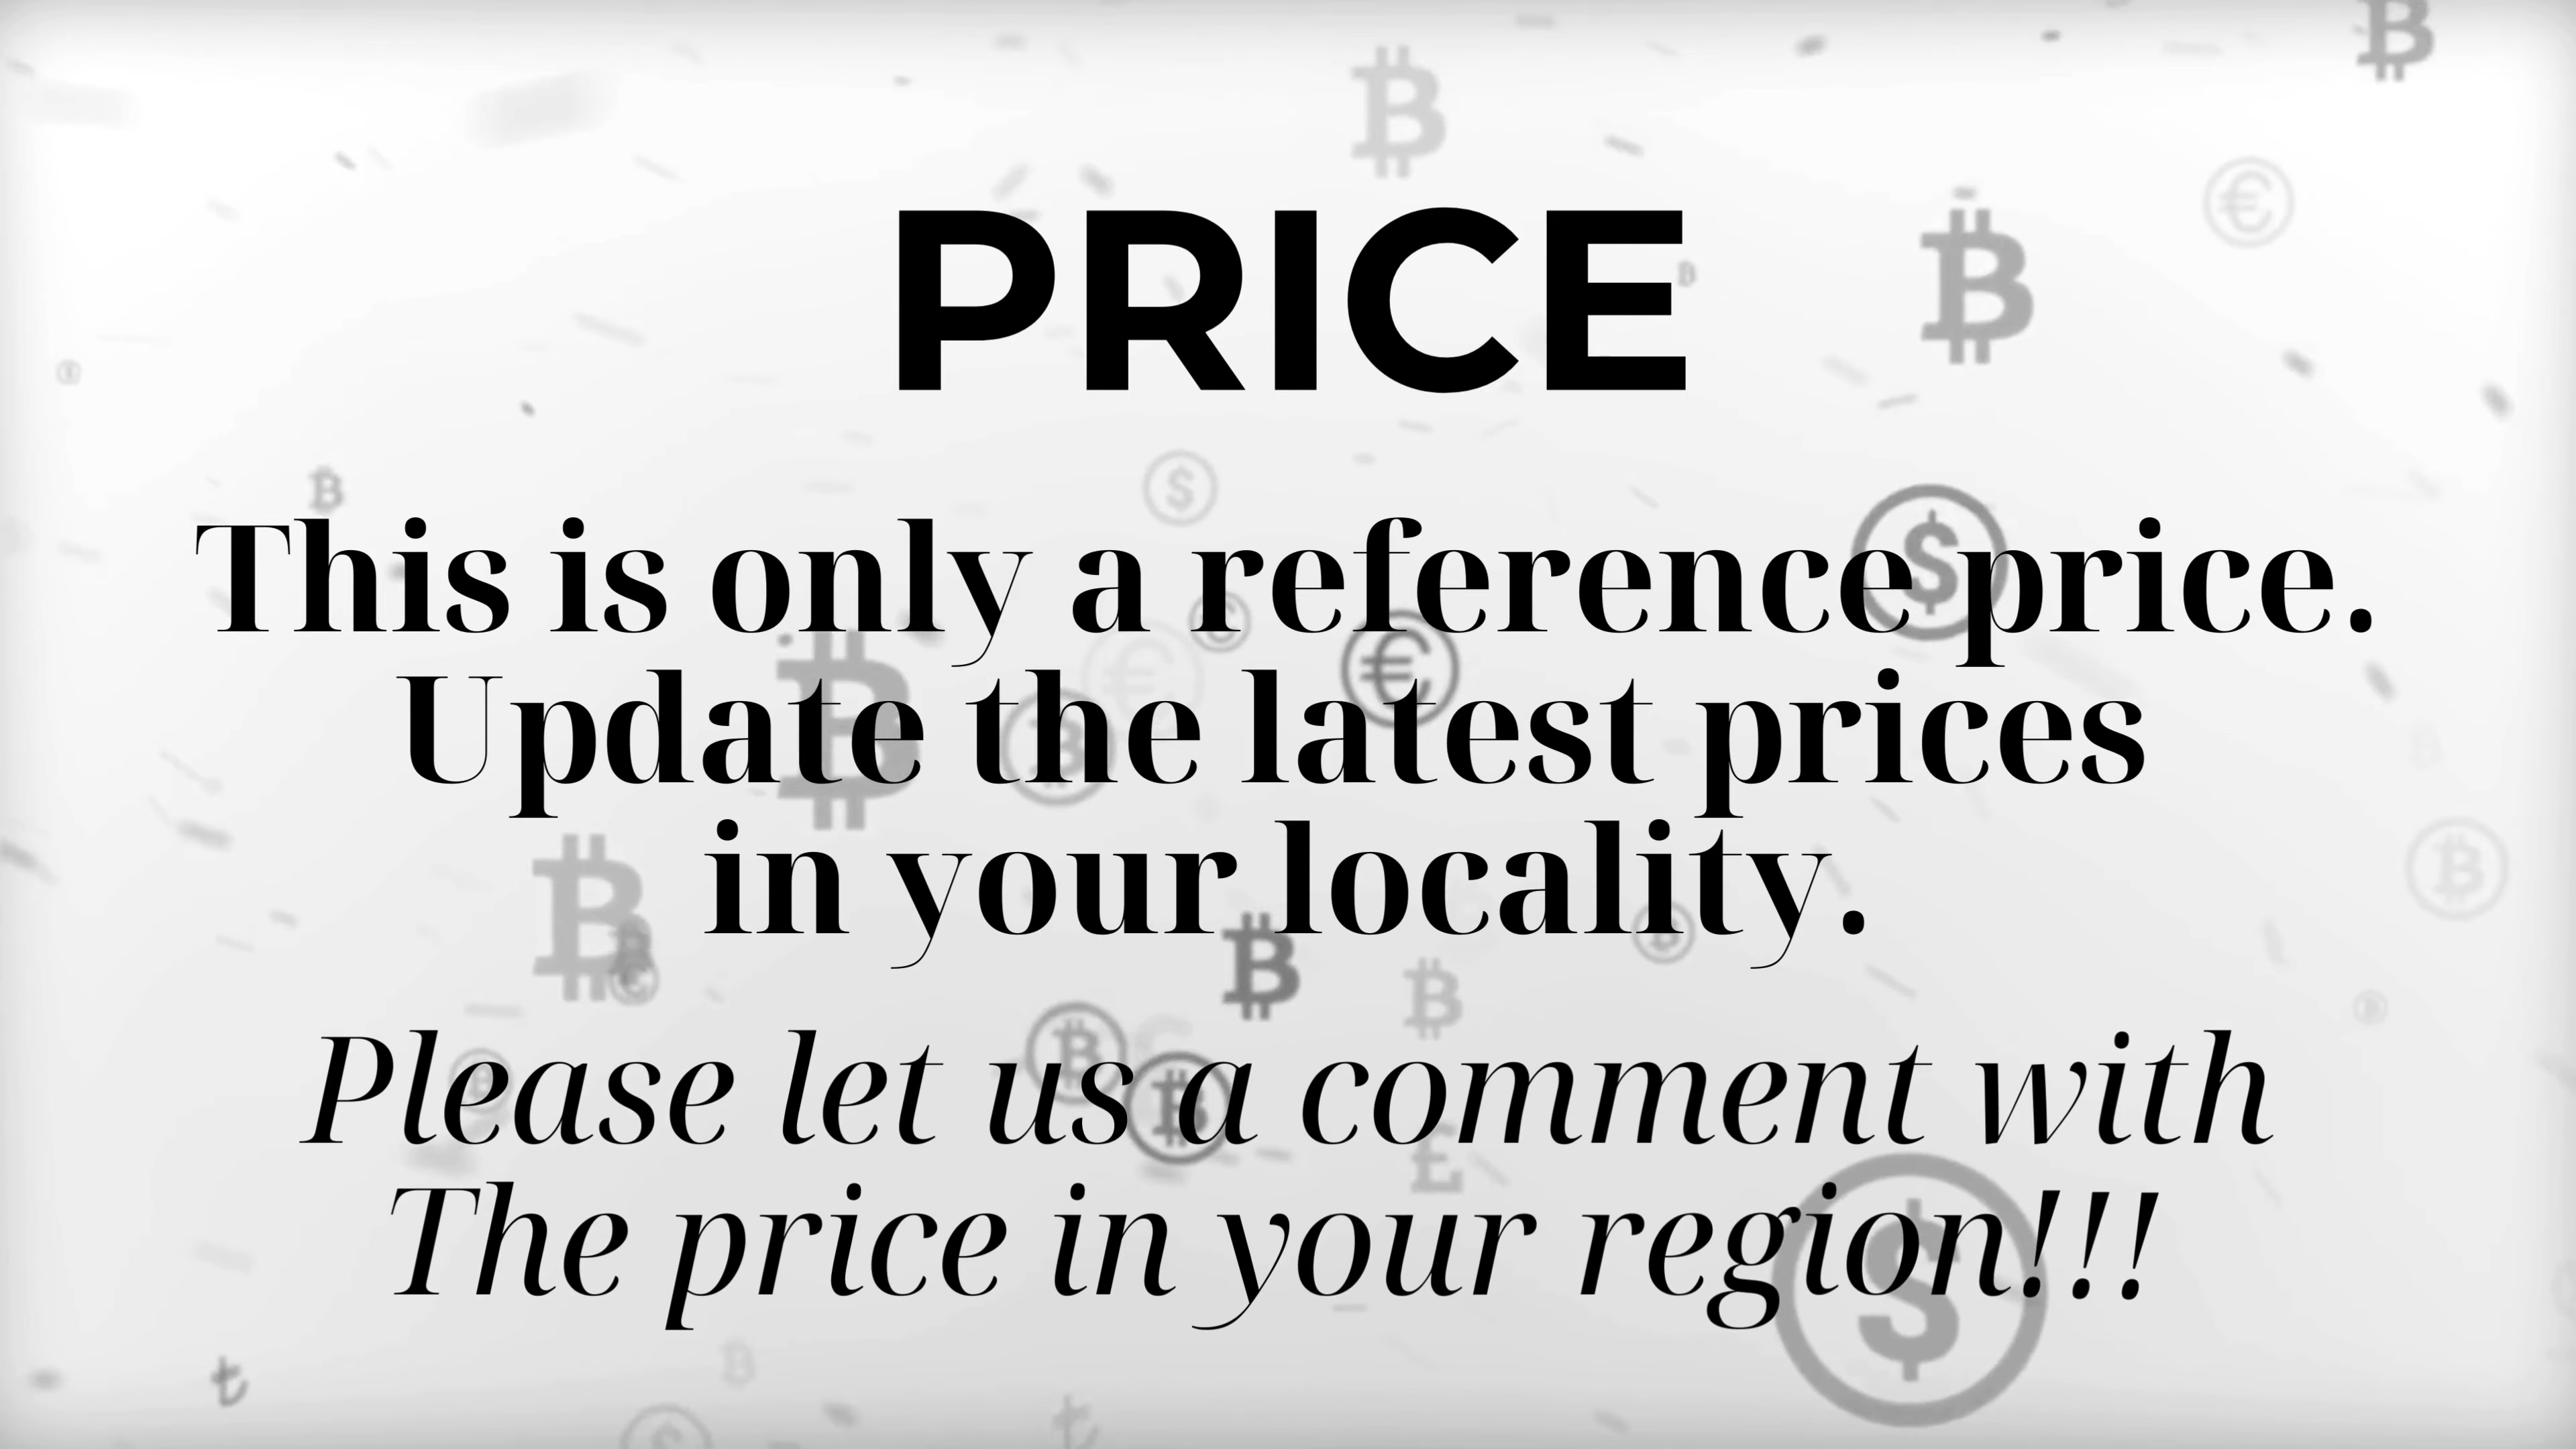 PRICE
This is only a reference price.
Update the latest prices
in your locality.
Please let us a comment with
The price in your region!!!